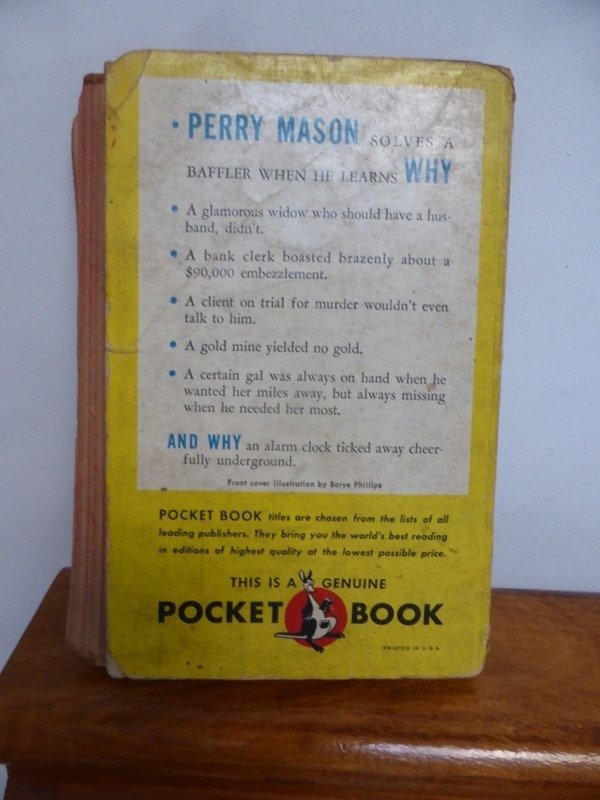 • PERRY MASON SOLVES A
BAFFLER WHEN HE LEARNS WHY
• A glamorous widow who should have a hus-
band, didn't.
• A bank clerk boasted brazenly about a
$90,000 embezzlement.
• A client on trial for murder wouldn't even
talk to him.
• A gold mine yielded no gold.
• A certain gal was always on hand when he
wanted her miles away, but always missing
when he needed her most.
AND WHY an alarm clock ticked away cheer-
fully underground.
Front cover illustration by Barye Phillips
POCKET BOOK titles are chosen from the lists of all
leading publishers. They bring you the world's best reading
in editions of highest quality at the lowest possible price.
THIS IS A GENUINE
POCKET BOOK
PRINTED IN U.S.A.